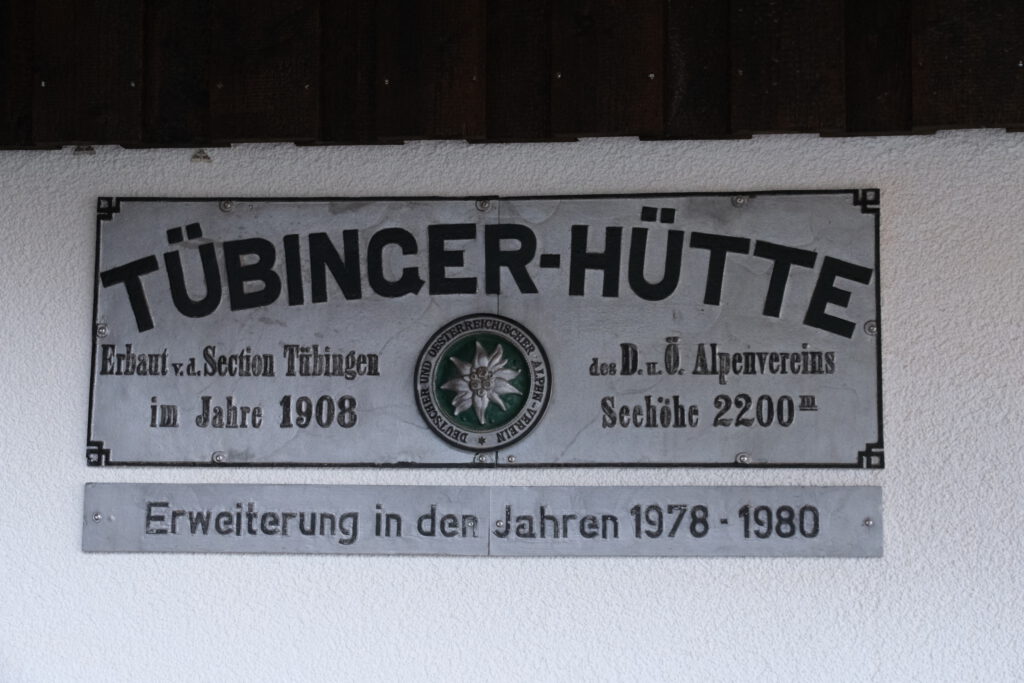 TÜBINGER-HÜTTE
Erbaut v. d. Section Tübingen
im Jahre 1908
DEUTSCHER UND OESTERREICHISCHER ALPEN-VEREIN *
des D. u. Ö. Alpenvereins
Seehöhe 2200 m
Erweiterung in den Jahren 1978 - 1980